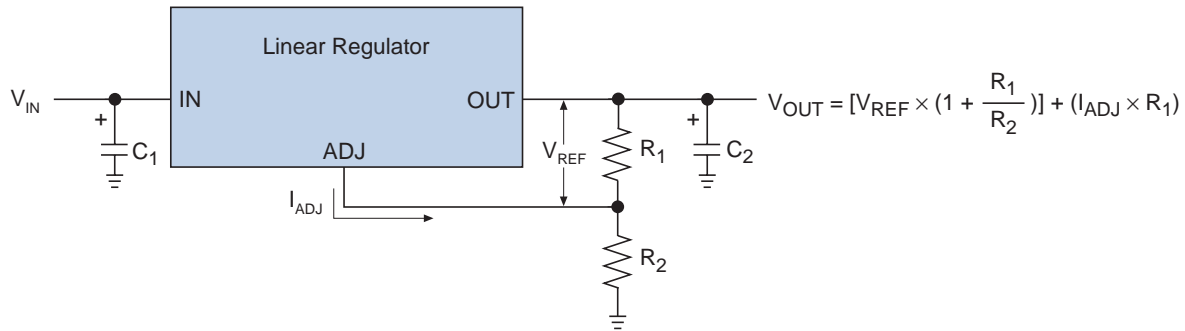 Linear Regulator
V_IN
IN
OUT
V_OUT = [V_REF × (1 + R_1/R_2)] + (I_ADJ × R_1)
+
C_1
ADJ
V_REF
R_1
+
C_2
I_ADJ
R_2